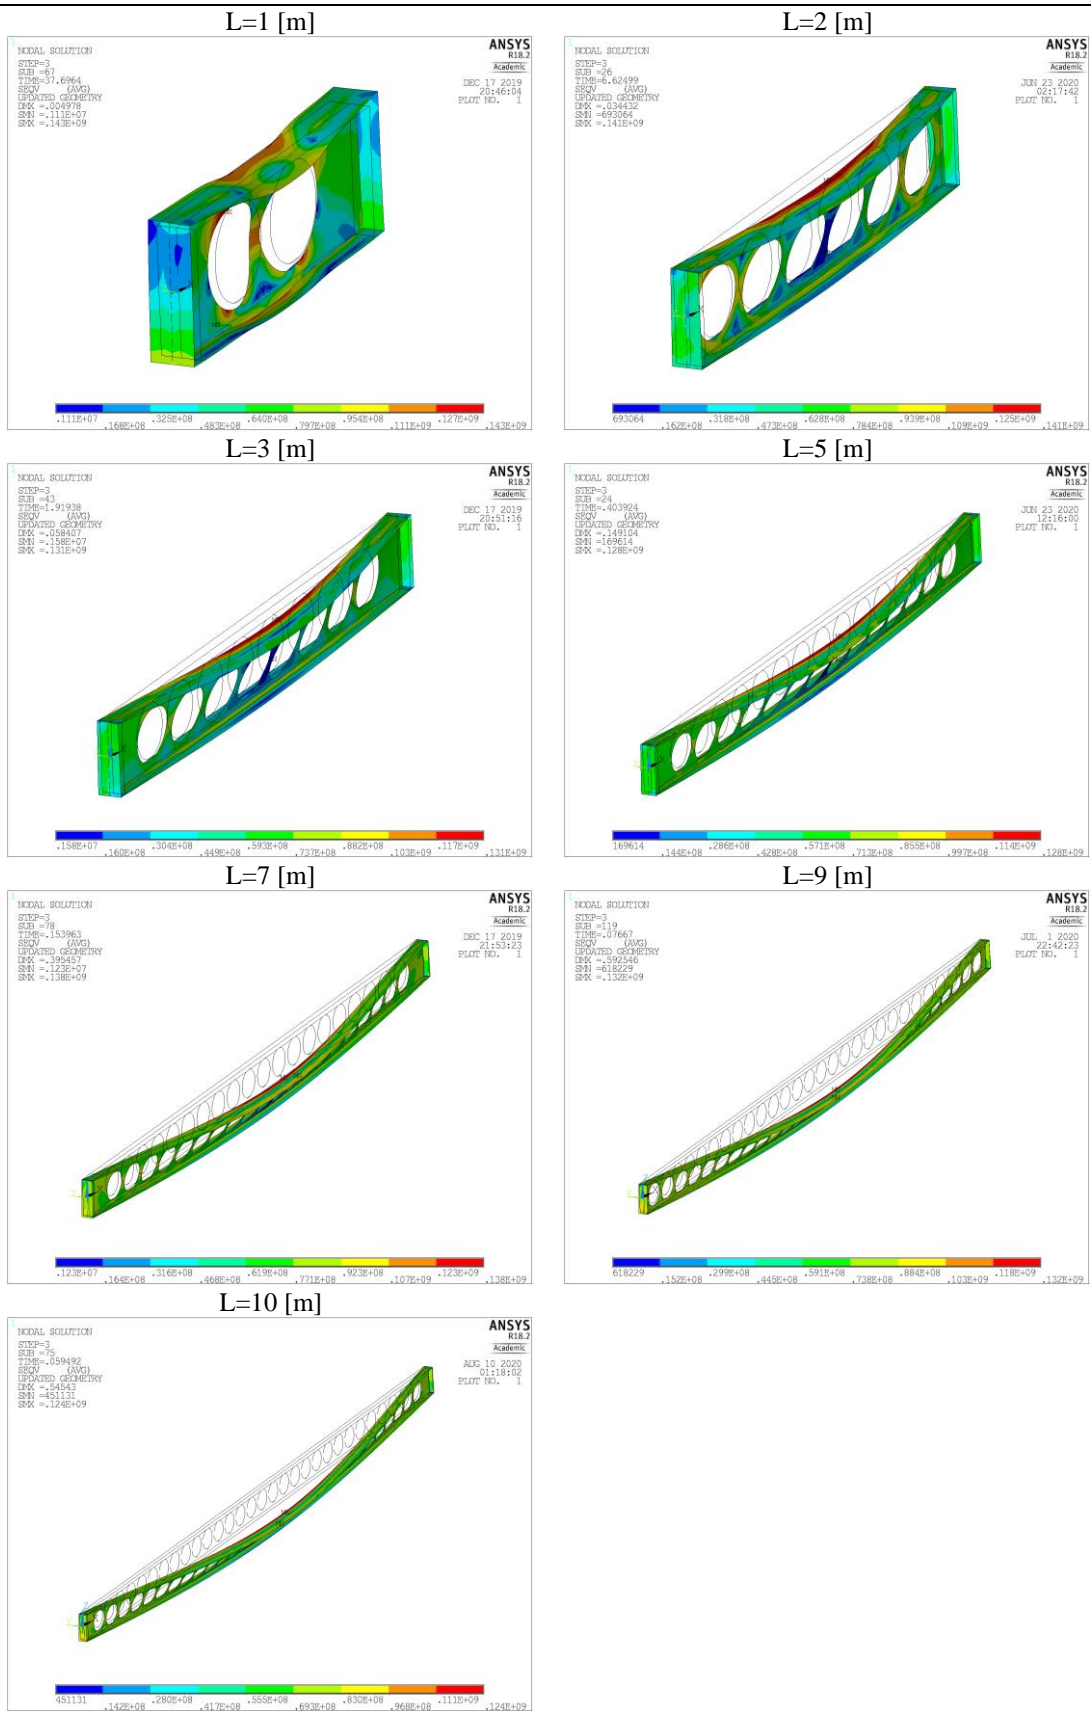 L=1 [m]
1
NODAL SOLUTION
STEP=3
SUB =67
TIME=37.6964
SEQV (AVG)
UPDATED GEOMETRY
DMX =.004978
SMN =.111E+07
SMX =.143E+09
ANSYS
R18.2
Academic
DEC 17 2019
20:46:04
PLOT NO. 1
.111E+07 .325E+08 .640E+08 .954E+08 .127E+09
.168E+08 .483E+08 .797E+08 .111E+09 .143E+09
L=2 [m]
1
NODAL SOLUTION
STEP=3
SUB =26
TIME=6.62499
SEQV (AVG)
UPDATED GEOMETRY
DMX =.034432
SMN =693064
SMX =.141E+09
ANSYS
R18.2
Academic
JUN 23 2020
02:17:42
PLOT NO. 1
693064 .318E+08 .628E+08 .939E+08 .125E+09
.162E+08 .473E+08 .784E+08 .109E+09 .141E+09
L=3 [m]
1
NODAL SOLUTION
STEP=3
SUB =43
TIME=1.91938
SEQV (AVG)
UPDATED GEOMETRY
DMX =.058407
SMN =.158E+07
SMX =.131E+09
ANSYS
R18.2
Academic
DEC 17 2019
20:51:16
PLOT NO. 1
.158E+07 .304E+08 .593E+08 .882E+08 .117E+09
.160E+08 .449E+08 .737E+08 .103E+09 .131E+09
L=5 [m]
1
NODAL SOLUTION
STEP=3
SUB =24
TIME=.403924
SEQV (AVG)
UPDATED GEOMETRY
DMX =.149104
SMN =169614
SMX =.128E+09
ANSYS
R18.2
Academic
JUN 23 2020
12:16:00
PLOT NO. 1
169614 .286E+08 .571E+08 .855E+08 .114E+09
.144E+08 .428E+08 .713E+08 .997E+08 .128E+09
L=7 [m]
1
NODAL SOLUTION
STEP=3
SUB =78
TIME=.153963
SEQV (AVG)
UPDATED GEOMETRY
DMX =.395457
SMN =.123E+07
SMX =.138E+09
ANSYS
R18.2
Academic
DEC 17 2019
21:53:23
PLOT NO. 1
.123E+07 .316E+08 .619E+08 .923E+08 .123E+09
.164E+08 .468E+08 .771E+08 .107E+09 .138E+09
L=9 [m]
1
NODAL SOLUTION
STEP=3
SUB =119
TIME=.07667
SEQV (AVG)
UPDATED GEOMETRY
DMX =.592546
SMN =618229
SMX =.132E+09
ANSYS
R18.2
Academic
JUL 1 2020
22:42:23
PLOT NO. 1
618229 .299E+08 .591E+08 .884E+08 .118E+09
.152E+08 .445E+08 .738E+08 .103E+09 .132E+09
L=10 [m]
1
NODAL SOLUTION
STEP=3
SUB =75
TIME=.059492
SEQV (AVG)
UPDATED GEOMETRY
DMX =.54543
SMN =451131
SMX =.124E+09
ANSYS
R18.2
Academic
AUG 10 2020
01:18:02
PLOT NO. 1
451131 .280E+08 .555E+08 .830E+08 .111E+09
.142E+08 .417E+08 .693E+08 .968E+08 .124E+09